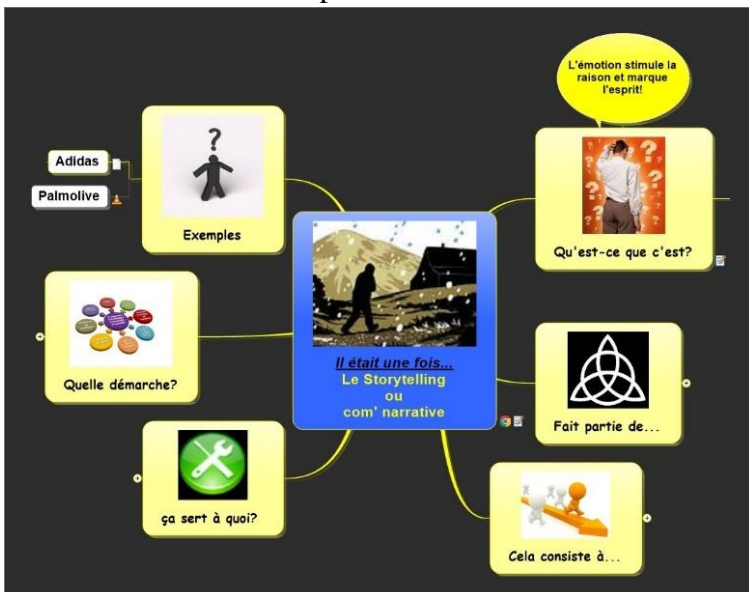 L'émotion stimule la
raison et marque
l'esprit!
Adidas
Palmolive
Exemples
Qu'est-ce que c'est?
Il était une fois...
Le Storytelling
ou
com' narrative
Quelle démarche?
Fait partie de...
ça sert à quoi?
Cela consiste à...